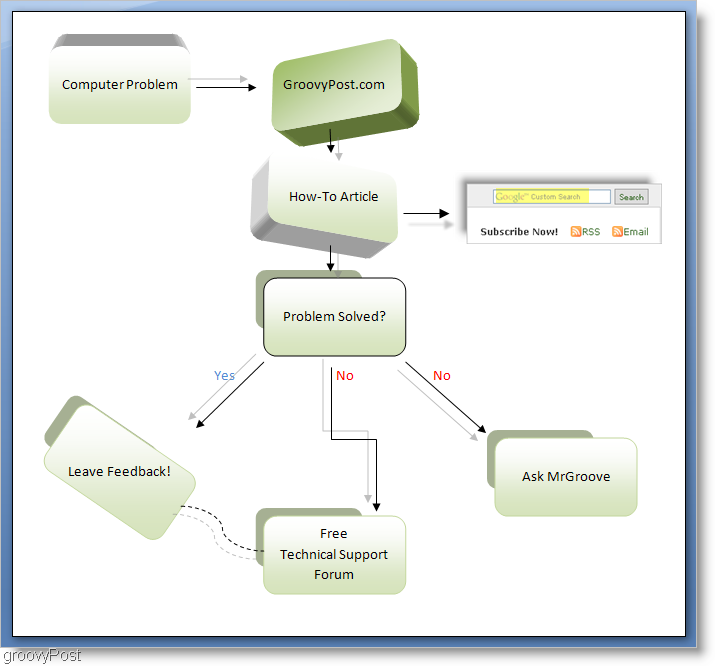 Computer Problem
GroovyPost.com
How-To Article
Google™ Custom Search
Search
Subscribe Now!
RSS
Email
Problem Solved?
Yes
No
No
Leave Feedback!
Ask MrGroove
Free
Technical Support
Forum
groovyPost